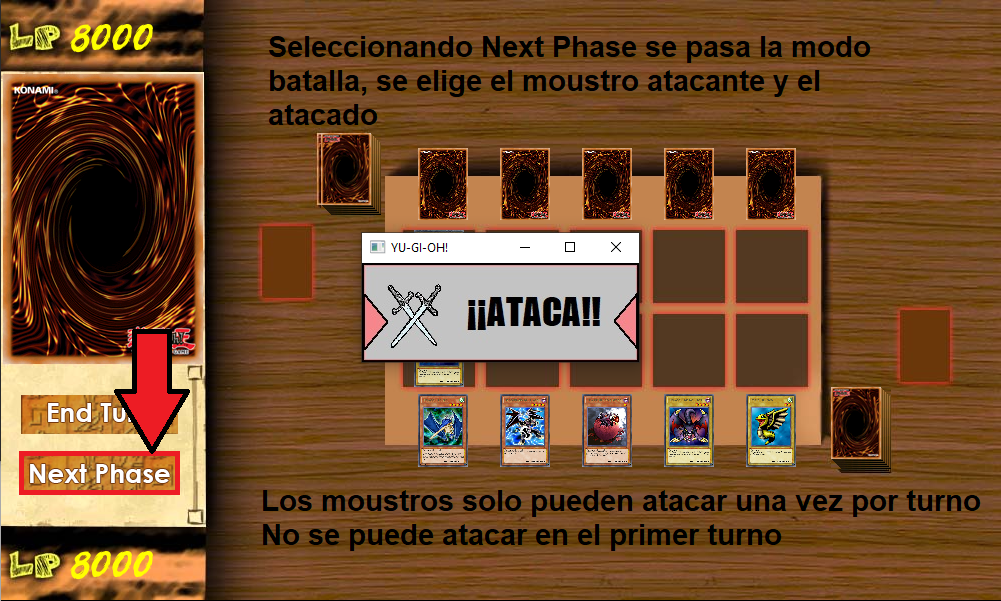 LP 8000
Seleccionando Next Phase se pasa la modo
batalla, se elige el moustro atacante y el
atacado
KONAMI
YU-GI-OH!
¡¡ATACA!!
End Tu
Next Phase
Los moustros solo pueden atacar una vez por turno
No se puede atacar en el primer turno
LP 8000